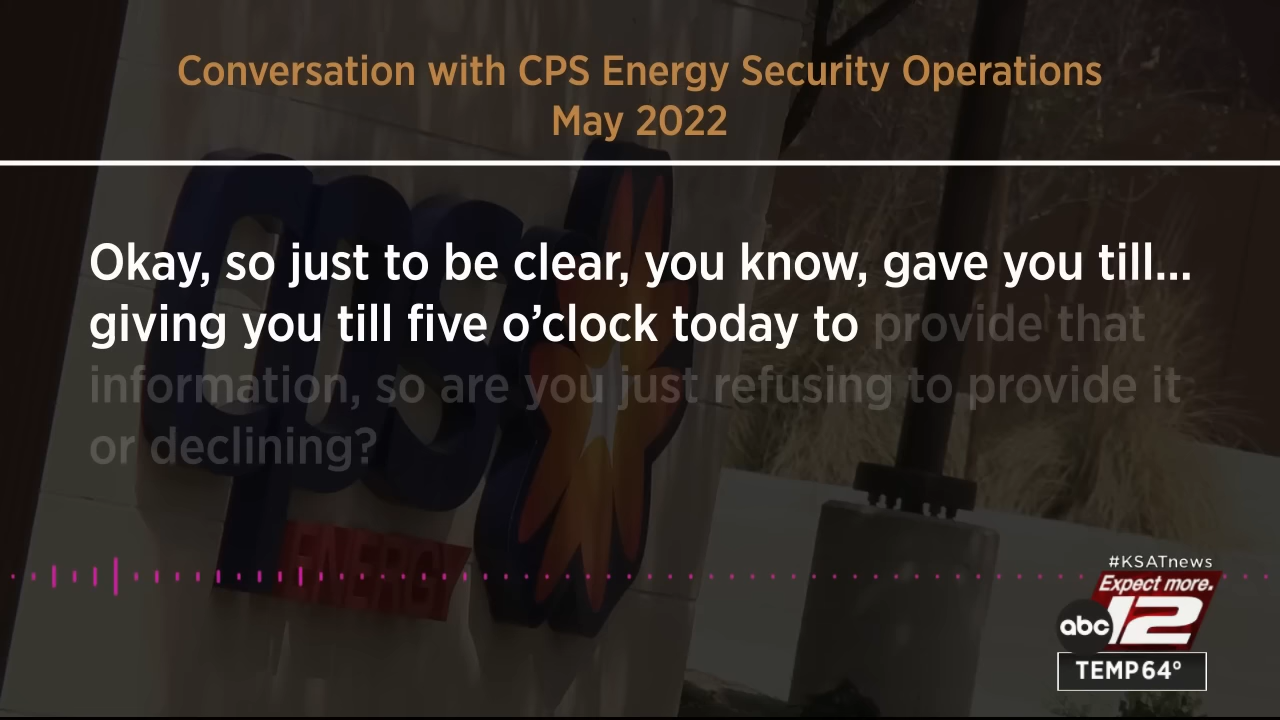 Conversation with CPS Energy Security Operations
May 2022
Okay, so just to be clear, you know, gave you till...
giving you till five o’clock today to provide that
information, so are you just refusing to provide it
or declining?
cps
ENERGY
#KSATnews
Expect more.
abc 12
TEMP 64°